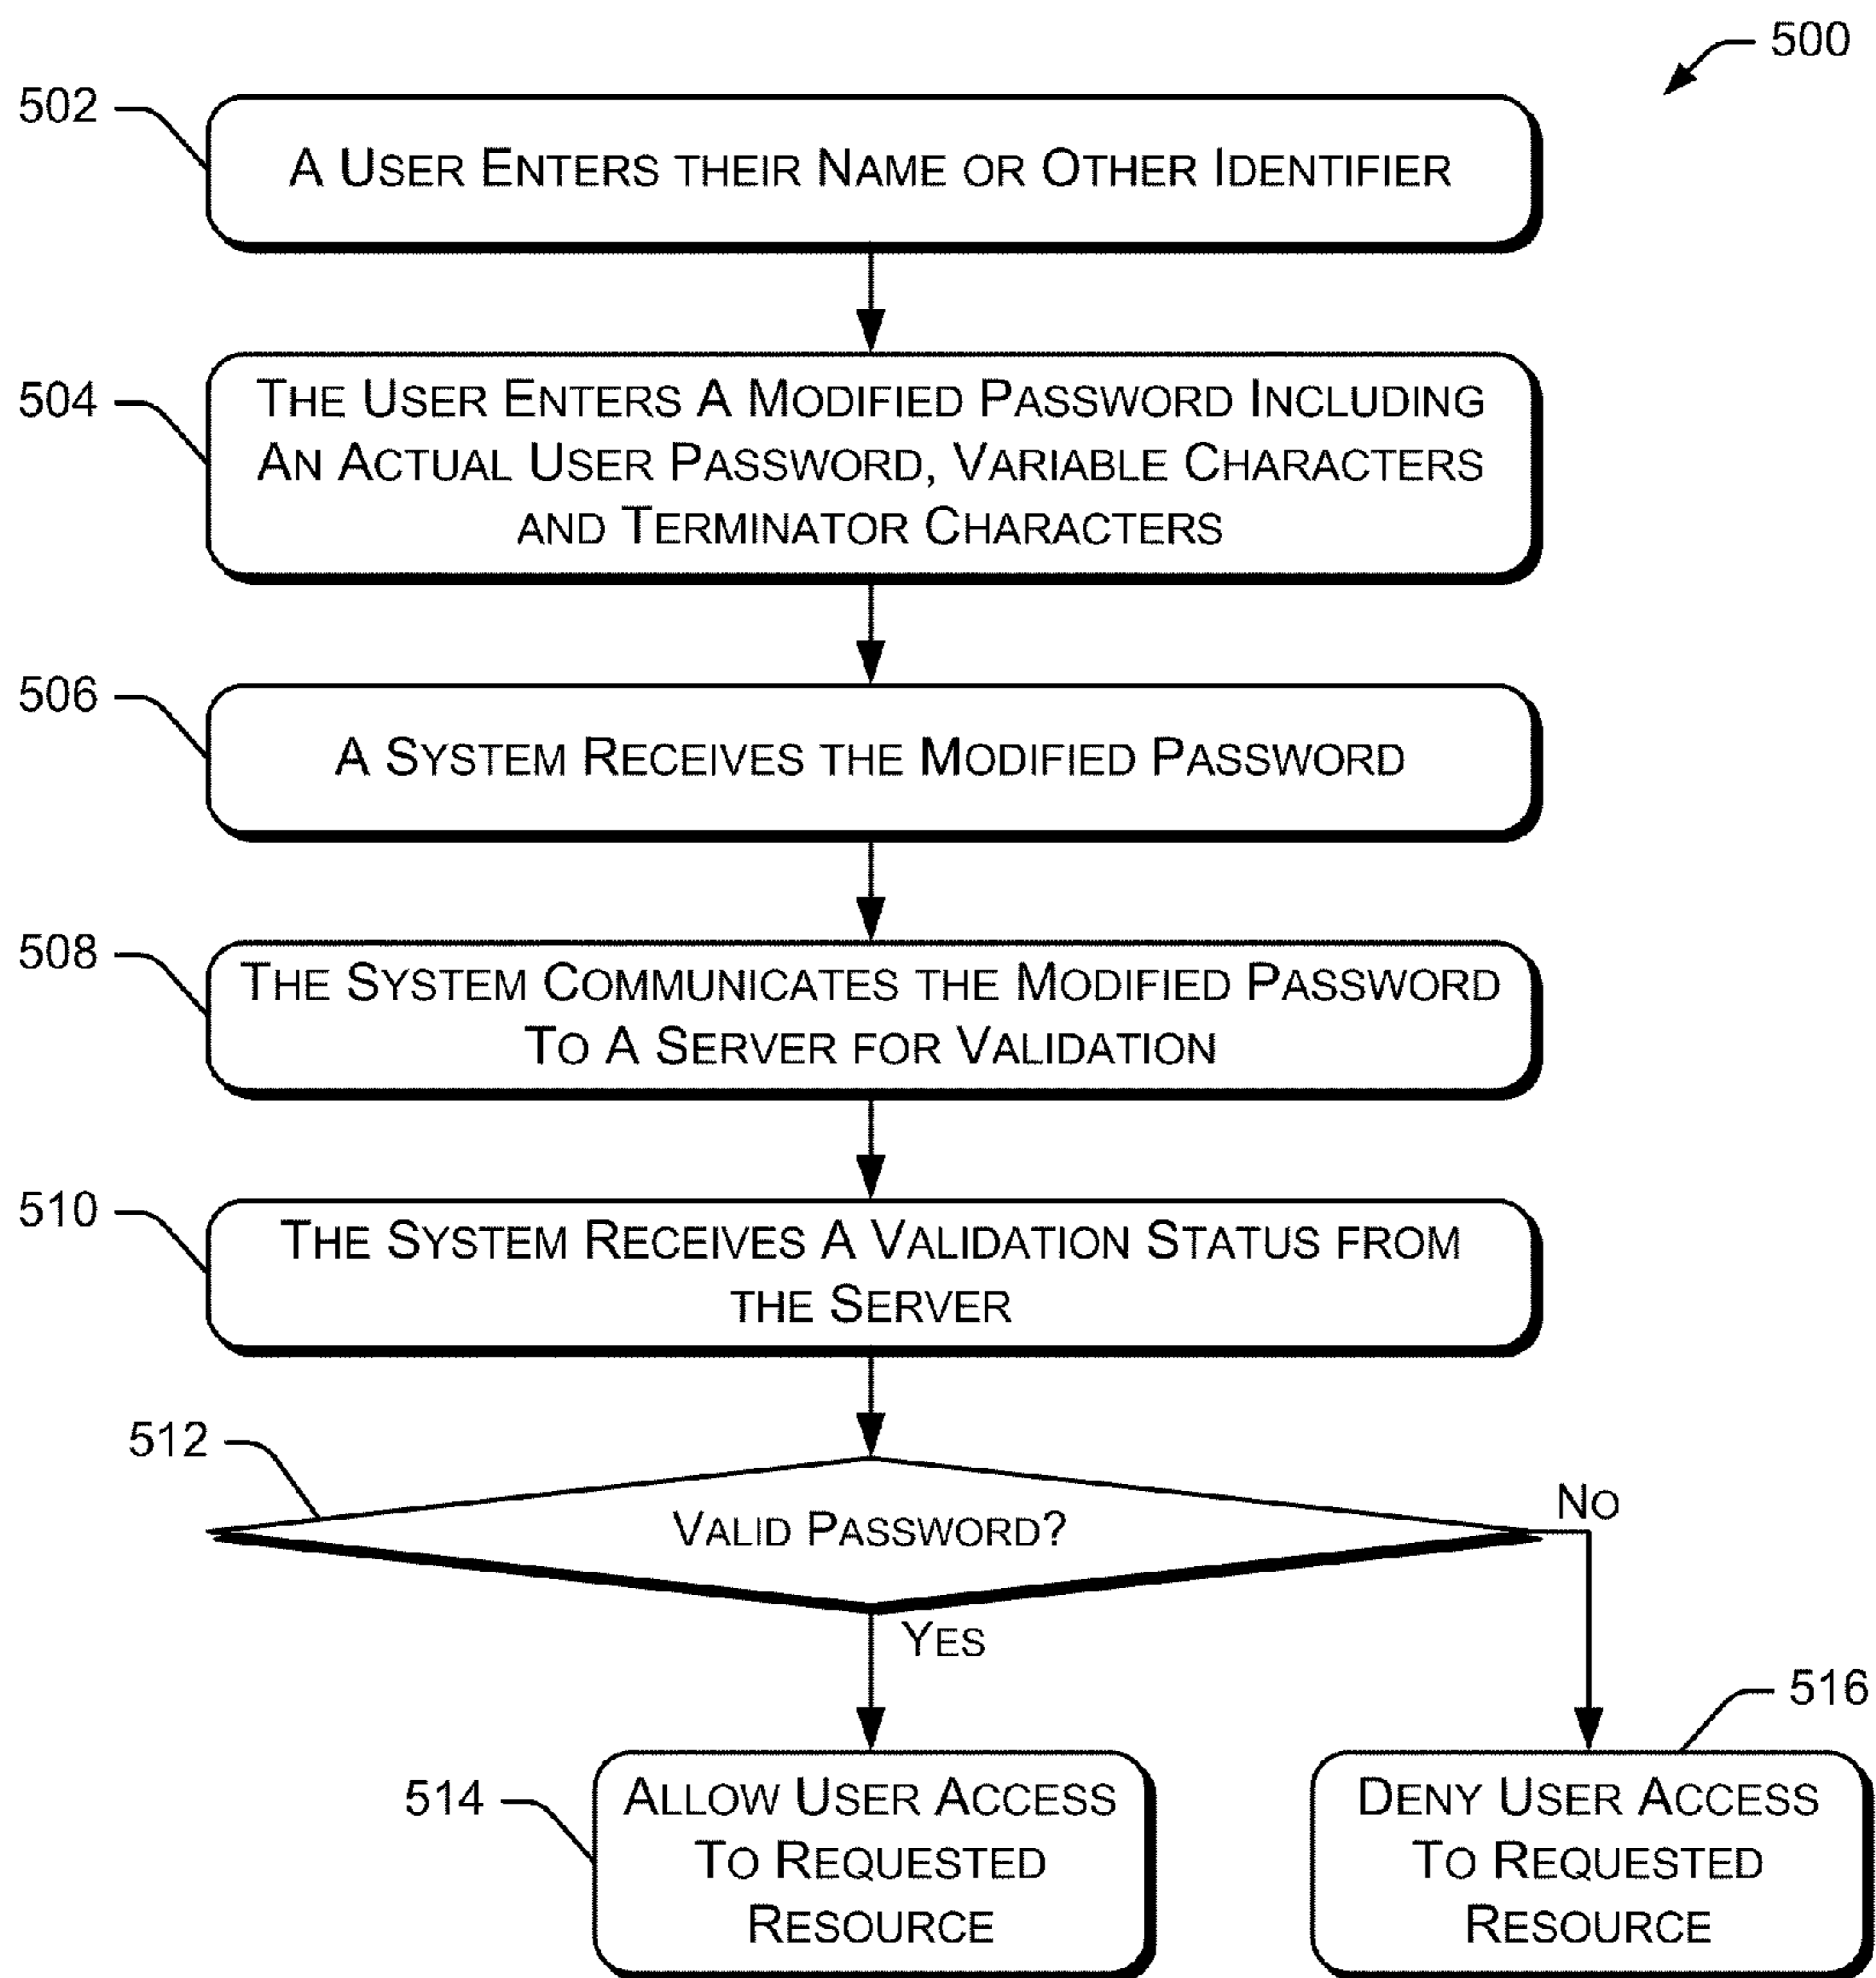 500
502
A USER ENTERS THEIR NAME OR OTHER IDENTIFIER
504
THE USER ENTERS A MODIFIED PASSWORD INCLUDING
AN ACTUAL USER PASSWORD, VARIABLE CHARACTERS
AND TERMINATOR CHARACTERS
506
A SYSTEM RECEIVES THE MODIFIED PASSWORD
508
THE SYSTEM COMMUNICATES THE MODIFIED PASSWORD
TO A SERVER FOR VALIDATION
510
THE SYSTEM RECEIVES A VALIDATION STATUS FROM
THE SERVER
512
VALID PASSWORD?
NO
YES
514
ALLOW USER ACCESS
TO REQUESTED
RESOURCE
516
DENY USER ACCESS
TO REQUESTED
RESOURCE